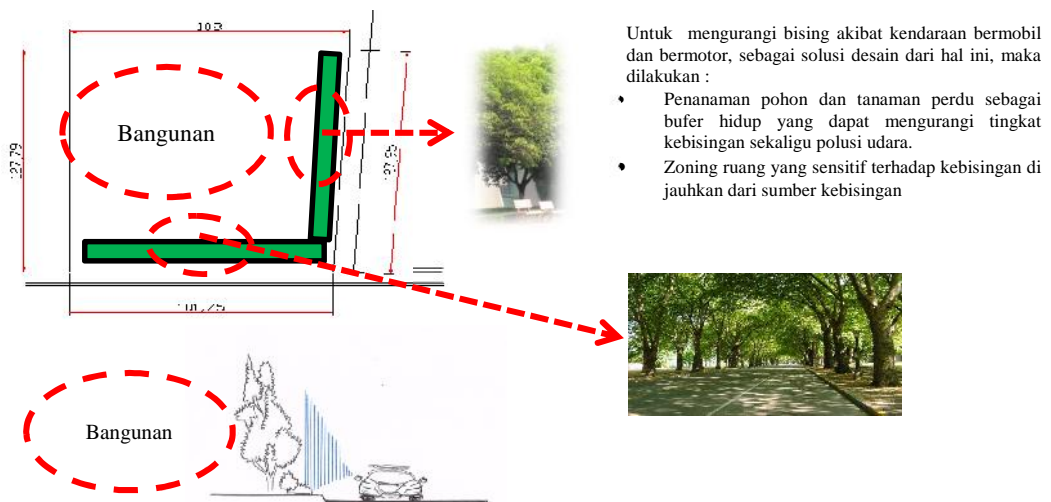 Untuk mengurangi bising akibat kendaraan bermobil
dan bermotor, sebagai solusi desain dari hal ini, maka
dilakukan :
Penanaman pohon dan tanaman perdu sebagai
bufer hidup yang dapat mengurangi tingkat
kebisingan sekaligu polusi udara.
Zoning ruang yang sensitif terhadap kebisingan di
jauhkan dari sumber kebisingan
Bangunan
127,79
Bangunan